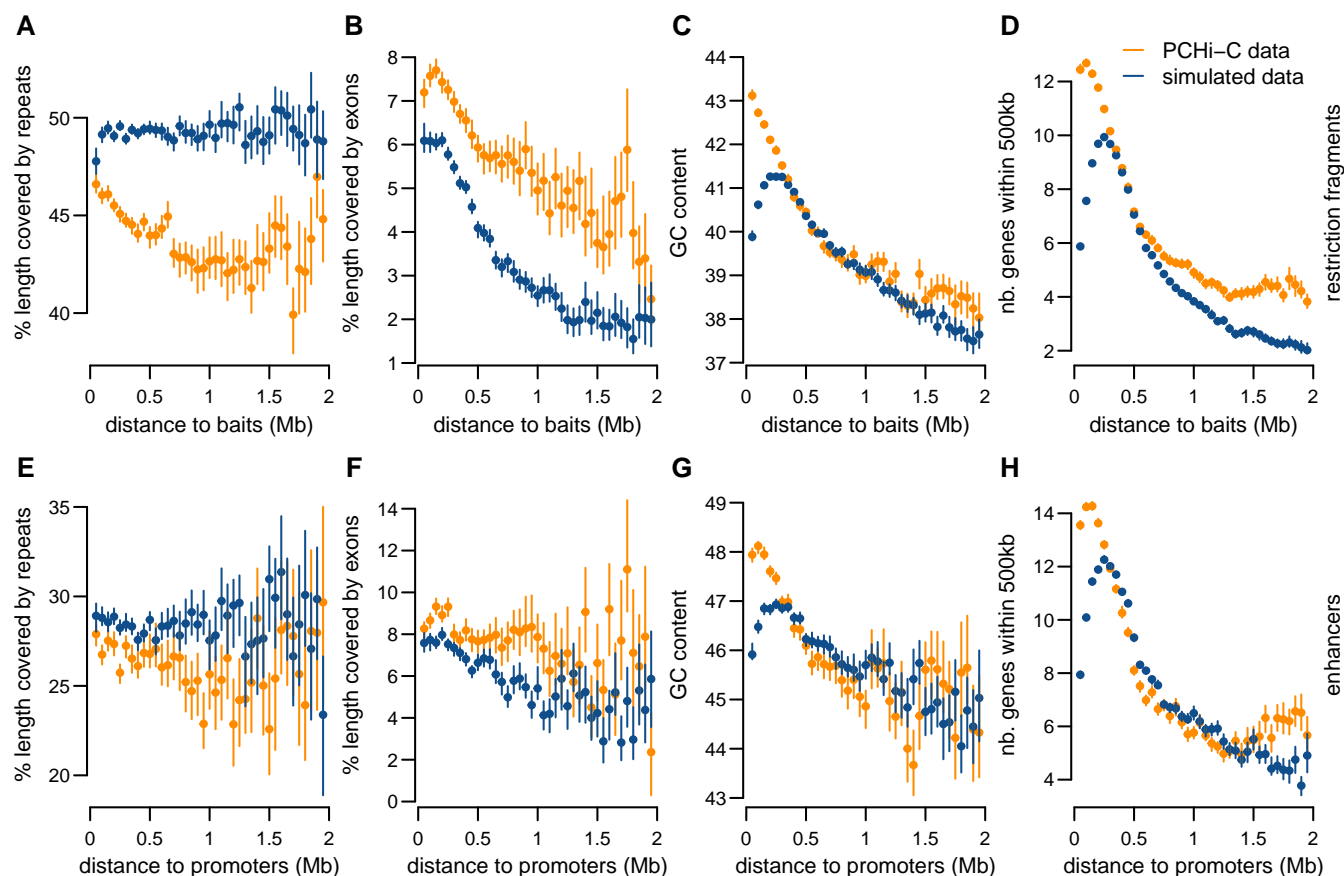 A
% length covered by repeats
50
45
40
0 0.5 1 1.5 2
distance to baits (Mb)
B
% length covered by exons
8
7
6
5
4
3
2
1
0 0.5 1 1.5 2
distance to baits (Mb)
C
GC content
44
43
42
41
40
39
38
37
0 0.5 1 1.5 2
distance to baits (Mb)
D
PCHi−C data
simulated data
nb. genes within 500kb
12
10
8
6
4
2
0 0.5 1 1.5 2
distance to baits (Mb)
restriction fragments
E
% length covered by repeats
35
30
25
20
0 0.5 1 1.5 2
distance to promoters (Mb)
F
% length covered by exons
14
12
10
8
6
4
2
0
0 0.5 1 1.5 2
distance to promoters (Mb)
G
GC content
49
48
47
46
45
44
43
0 0.5 1 1.5 2
distance to promoters (Mb)
H
nb. genes within 500kb
14
12
10
8
6
4
0 0.5 1 1.5 2
distance to promoters (Mb)
enhancers